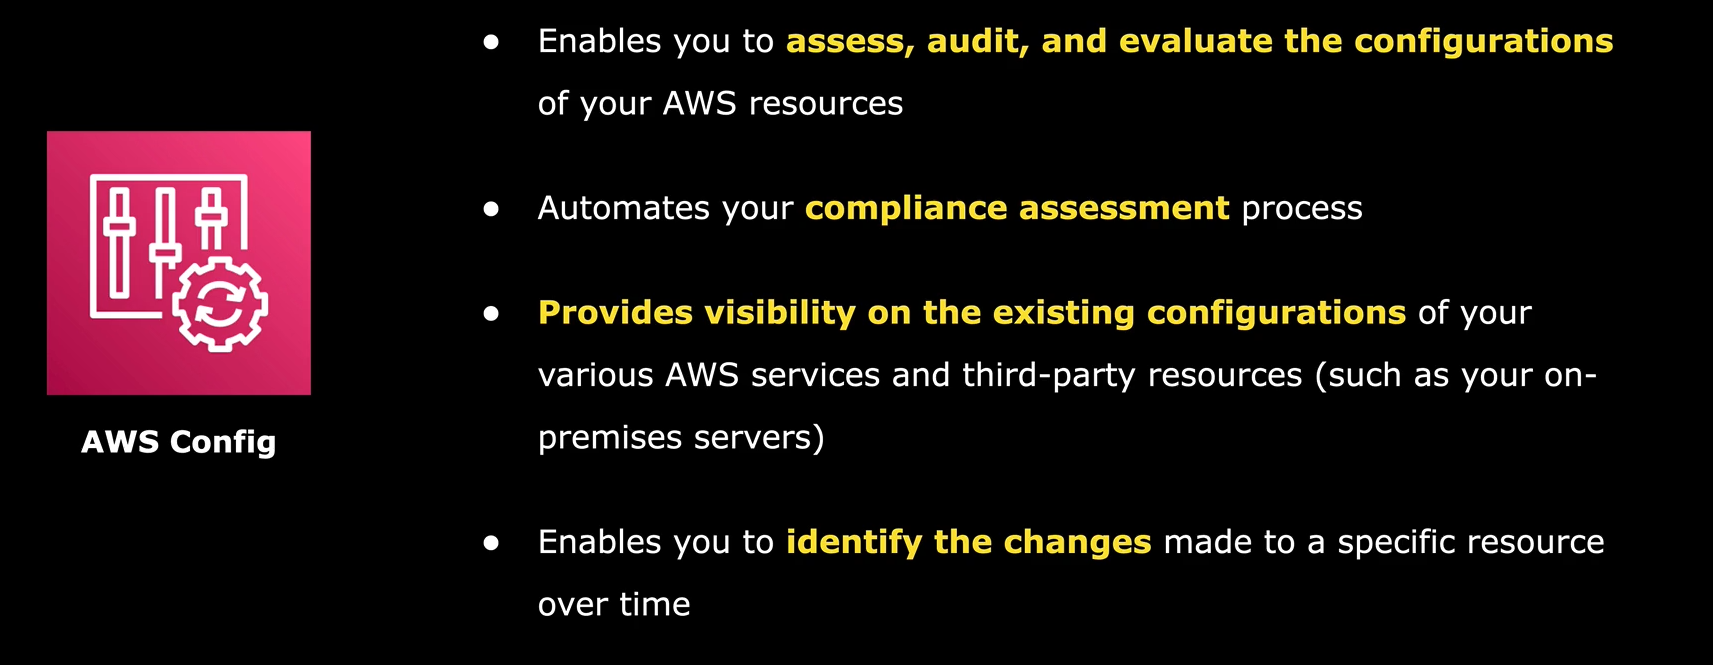 ● Enables you to assess, audit, and evaluate the configurations
of your AWS resources
● Automates your compliance assessment process
● Provides visibility on the existing configurations of your
various AWS services and third-party resources (such as your on-
premises servers)
AWS Config
● Enables you to identify the changes made to a specific resource
over time